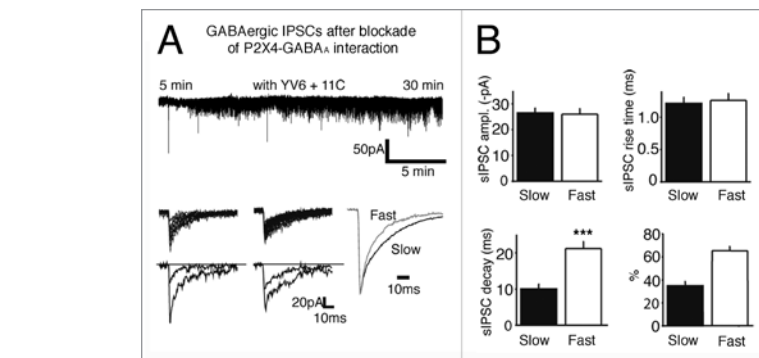 A
GABAergic IPSCs after blockade
of P2X4-GABAA interaction
5 min with YV6 + 11C 30 min
50pA
5 min
Fast
Slow
10ms
20pA
10ms
B
sIPSC ampl. (-pA)
30
20
10
0
Slow Fast
sIPSC rise time (ms)
1.0
0.5
0
Slow Fast
sIPSC decay (ms)
20
10
0
***
Slow Fast
%
80
60
40
20
0
Slow Fast